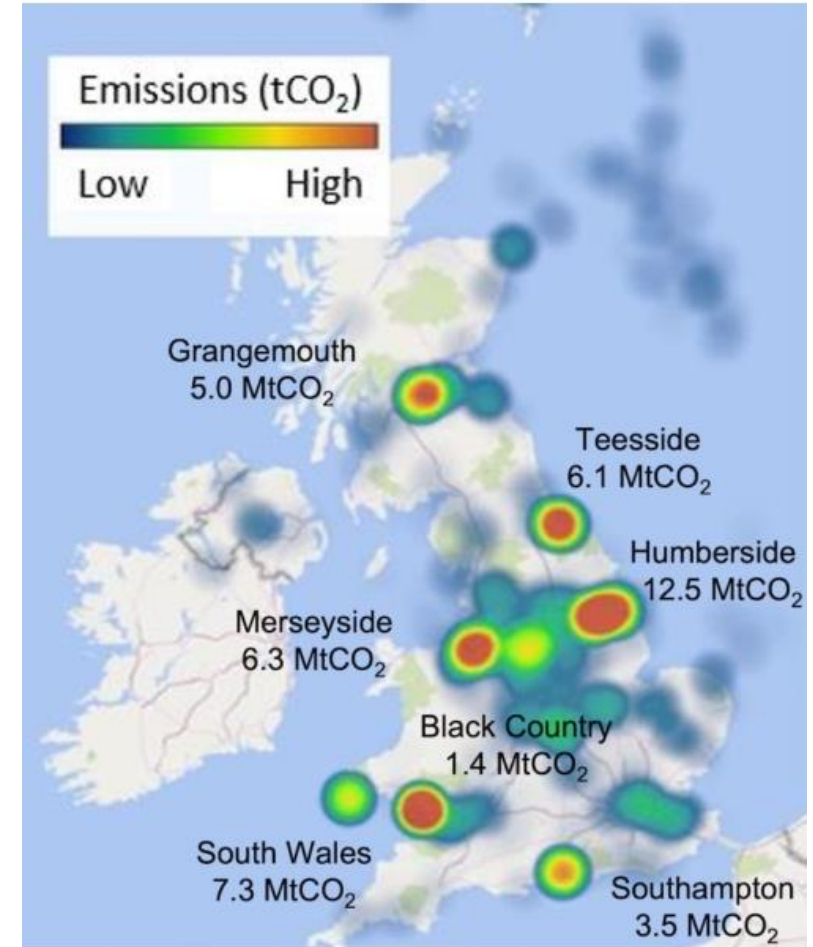 Emissions (tCO₂)
Low High
Grangemouth
5.0 MtCO₂
Teesside
6.1 MtCO₂
Humberside
12.5 MtCO₂
Merseyside
6.3 MtCO₂
Black Country
1.4 MtCO₂
South Wales
7.3 MtCO₂
Southampton
3.5 MtCO₂